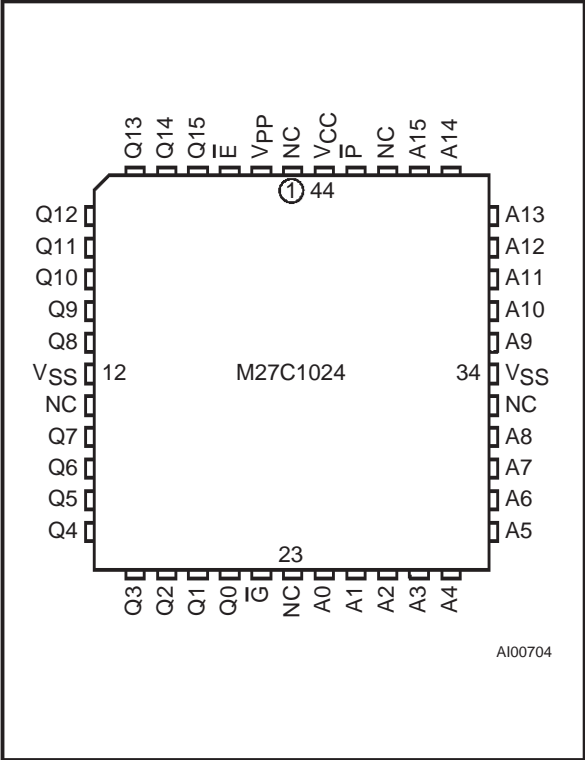 Q13 Q14 Q15 E̅ VPP NC VCC P̅ NC A15 A14
1 44
Q12 A13
Q11 A12
Q10 A11
Q9 A10
Q8 A9
VSS 12 M27C1024 34 VSS
NC NC
Q7 A8
Q6 A7
Q5 A6
Q4 A5
23
Q3 Q2 Q1 Q0 G̅ NC A0 A1 A2 A3 A4
AI00704